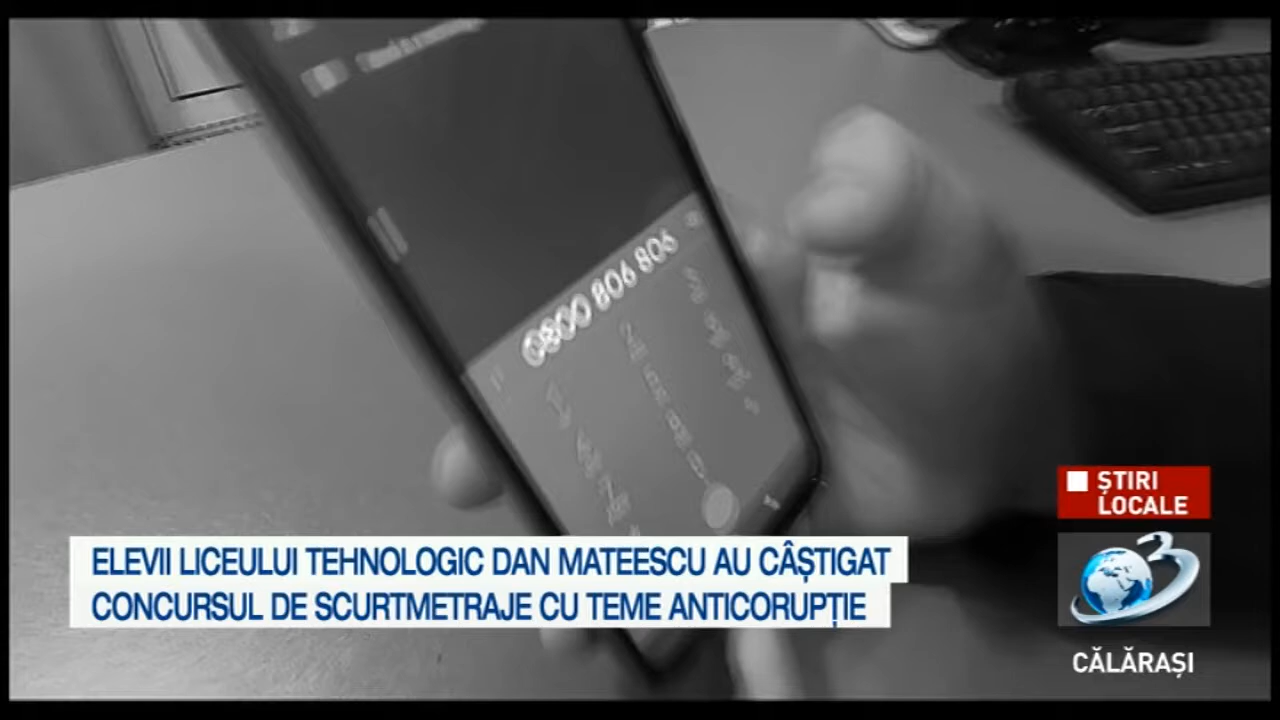 0800 806 806
ELEVII LICEULUI TEHNOLOGIC DAN MATEESCU AU CÂȘTIGAT
CONCURSUL DE SCURTMETRAJE CU TEME ANTICORUPȚIE
ȘTIRI
LOCALE
3
CĂLĂRAȘI